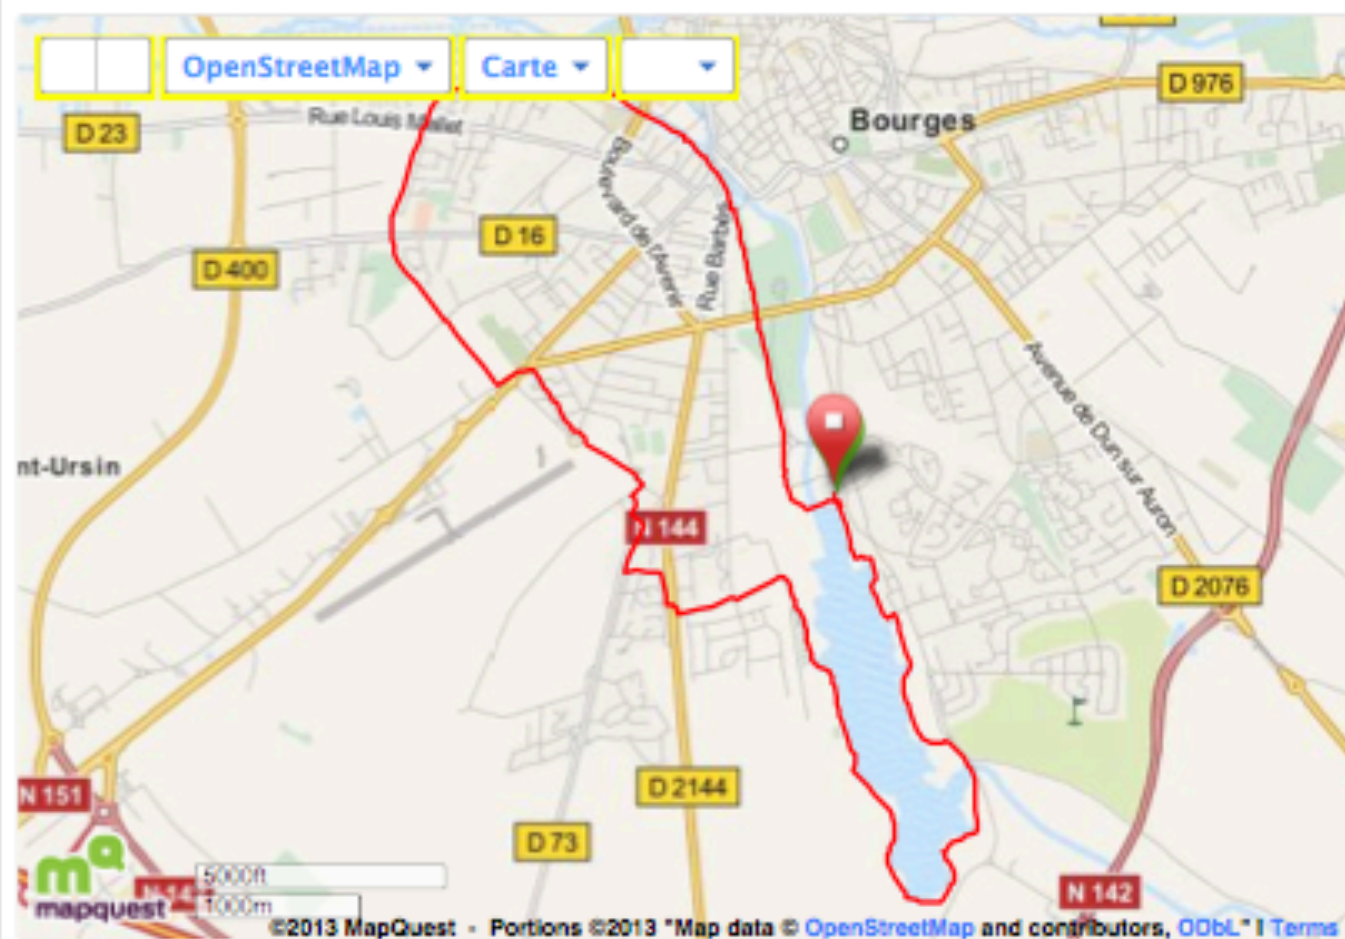 OpenStreetMap
Carte
D 976
Bourges
Rue Louis Mallet
D 23
Boulevard de l'Avenir
Rue Barbès
D 16
D 400
Avenue de Dun sur Auron
nt-Ursin
N 144
D 2076
N 151
D 2144
D 73
mapquest
N 14
5000ft
1000m
N 142
©2013 MapQuest - Portions ©2013 "Map data © OpenStreetMap and contributors, ODbL" | Terms